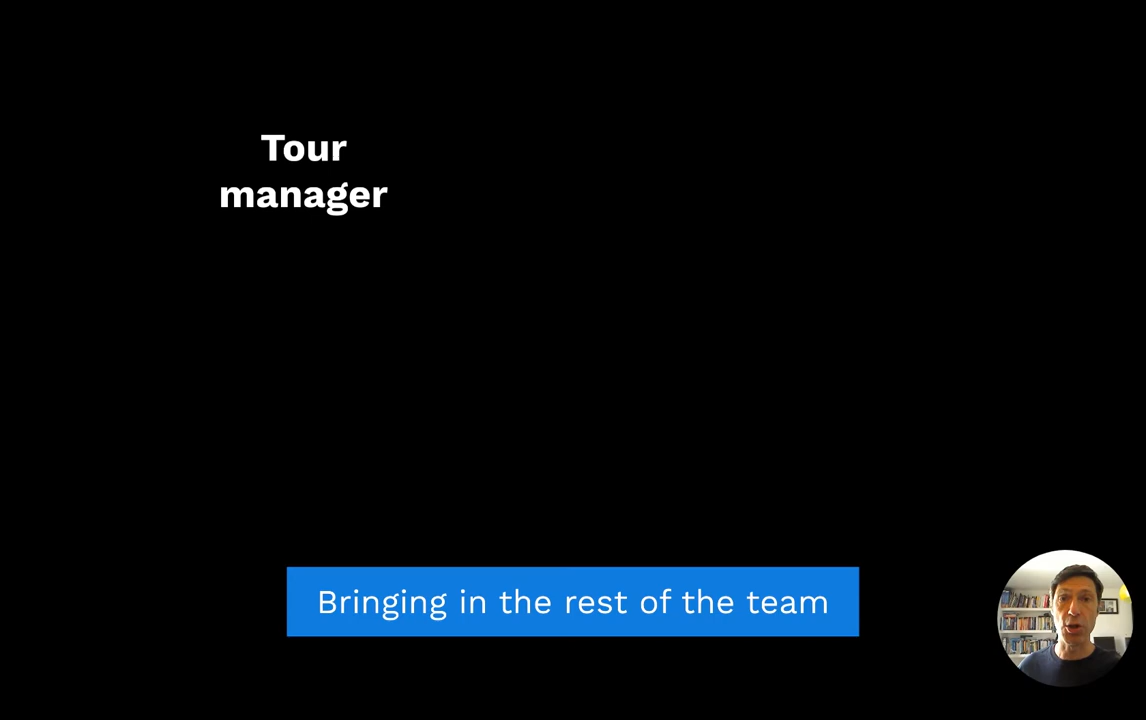 Tour
manager
Bringing in the rest of the team